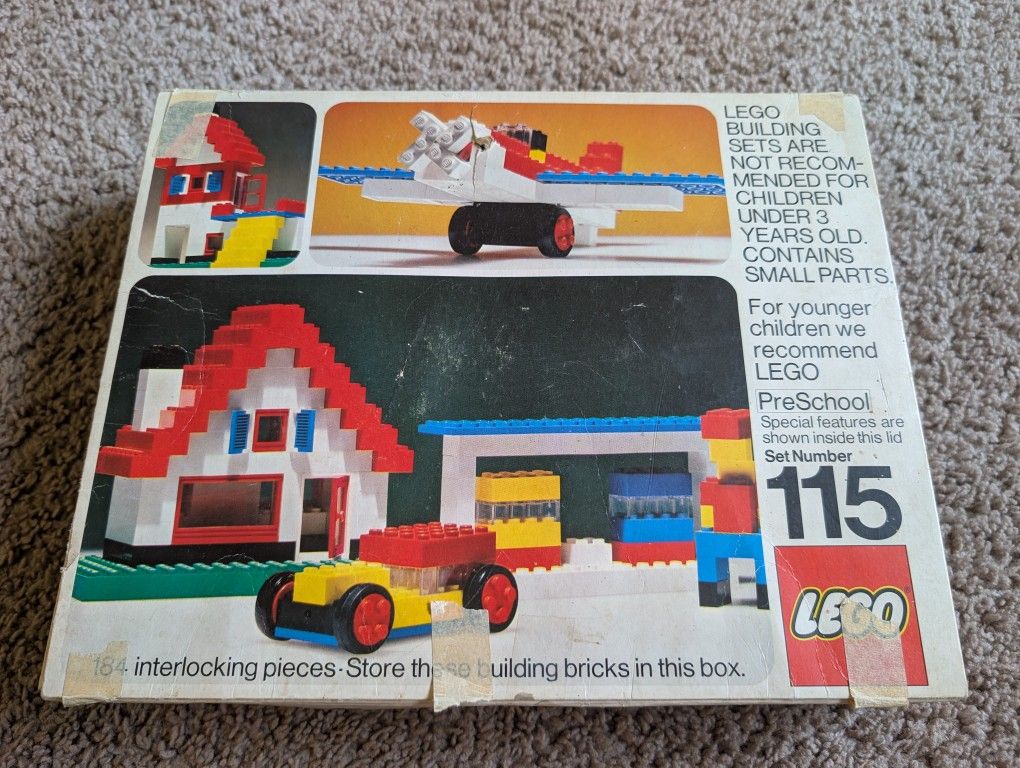 LEGO
BUILDING
SETS ARE
NOT RECOM-
MENDED FOR
CHILDREN
UNDER 3
YEARS OLD.
CONTAINS
SMALL PARTS.
For younger
children we
recommend
LEGO
PreSchool
Special features are
shown inside this lid
Set Number
115
LEGO
184 interlocking pieces·Store these building bricks in this box.